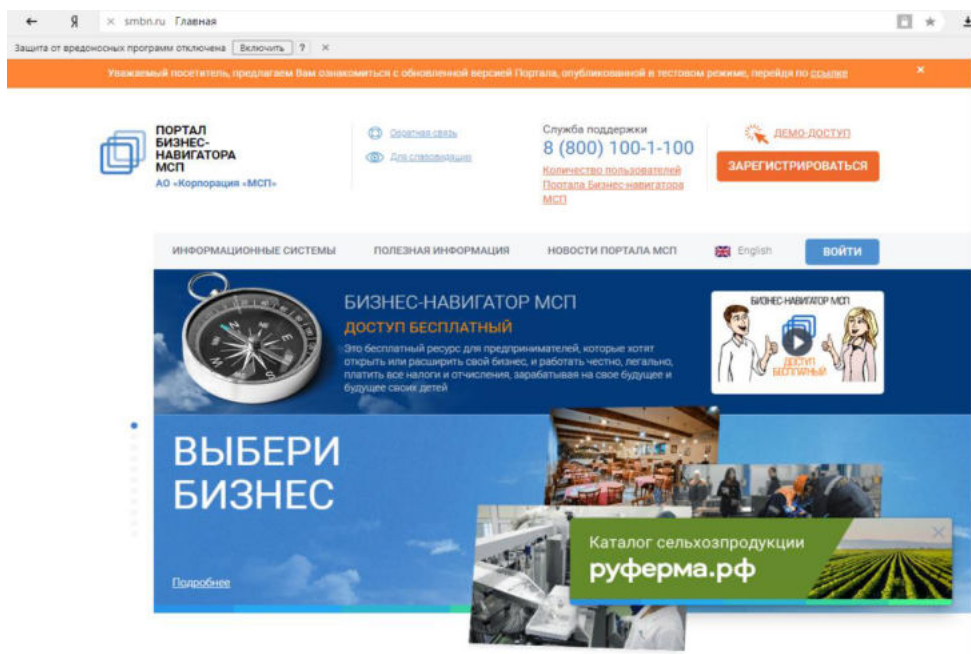 Я
smbn.ru Главная
Защита от вредоносных программ отключена Включить ? ×
Уважаемый посетитель, предлагаем Вам ознакомиться с обновленной версией Портала, опубликованной в тестовом режиме, перейдя по ссылке ×
ПОРТАЛ
БИЗНЕС-
НАВИГАТОРА
МСП
АО «Корпорация «МСП»
Обратная связь
Для слабовидящих
Служба поддержки
8 (800) 100-1-100
Количество пользователей
Портала Бизнес-навигатора
МСП
ДЕМО-ДОСТУП
ЗАРЕГИСТРИРОВАТЬСЯ
ИНФОРМАЦИОННЫЕ СИСТЕМЫ ПОЛЕЗНАЯ ИНФОРМАЦИЯ НОВОСТИ ПОРТАЛА МСП English ВОЙТИ
N
E
S
W
БИЗНЕС-НАВИГАТОР МСП
ДОСТУП БЕСПЛАТНЫЙ
Это бесплатный ресурс для предпринимателей, которые хотят
открыть или расширить свой бизнес, и работать честно, легально,
платить все налоги и отчисления, зарабатывая на свое будущее и
будущее своих детей
БИЗНЕС-НАВИГАТОР МСП
ДОСТУП
БЕСПЛАТНЫЙ
ВЫБЕРИ
БИЗНЕС
Подробнее
Каталог сельхозпродукции
руферма.рф